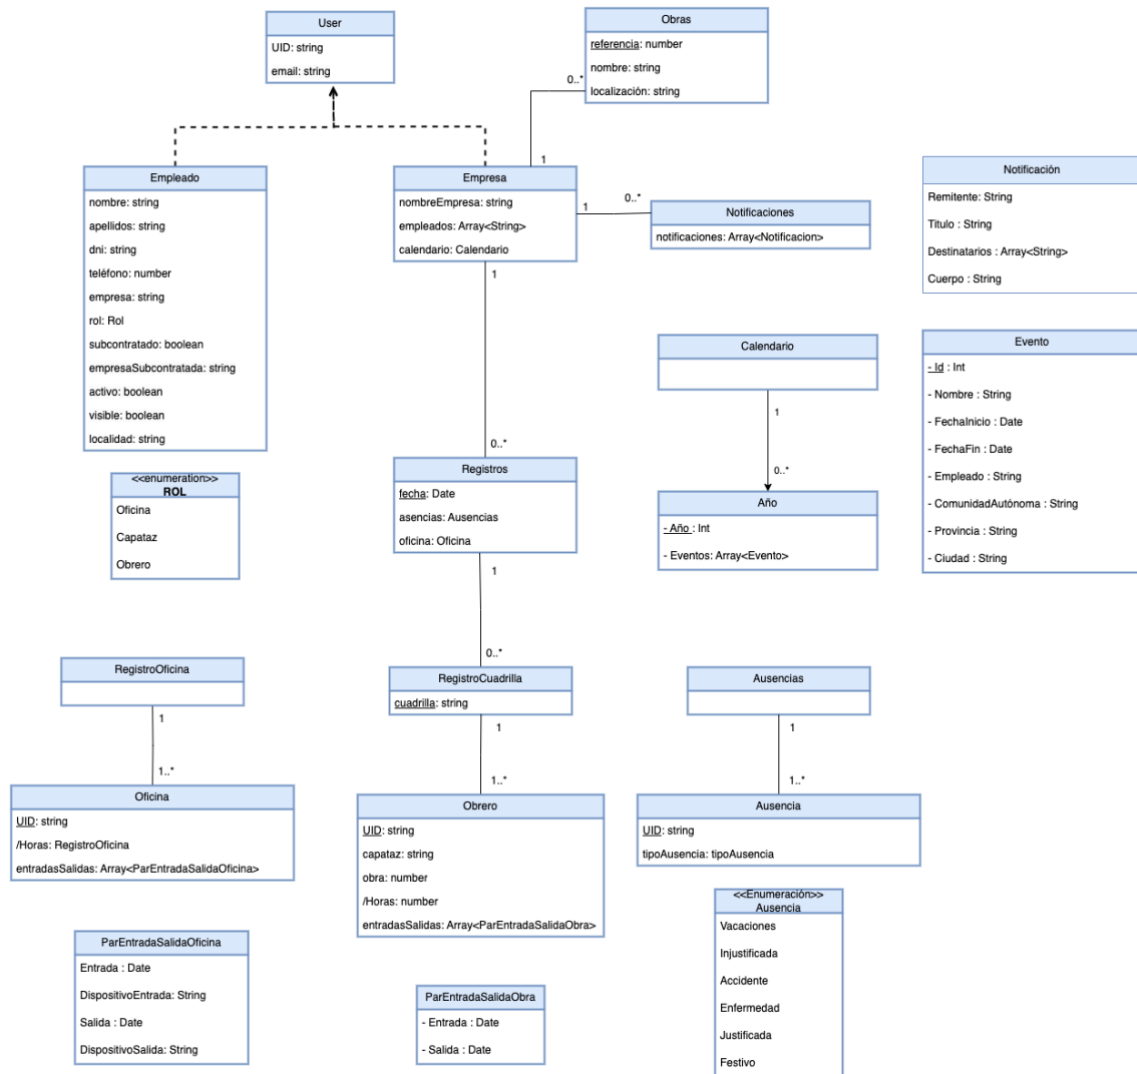 User
UID: string
email: string
Obras
referencia: number
nombre: string
localización: string
0..*
1
Empleado
nombre: string
apellidos: string
dni: string
teléfono: number
empresa: string
rol: Rol
subcontratado: boolean
empresaSubcontratada: string
activo: boolean
visible: boolean
localidad: string
Empresa
nombreEmpresa: string
empleados: Array<String>
calendario: Calendario
1
0..*
1
Notificaciones
notificaciones: Array<Notificacion>
Notificación
Remitente: String
Titulo : String
Destinatarios : Array<String>
Cuerpo : String
Calendario
1
0..*
Año
- Año : Int
- Eventos: Array<Evento>
Evento
- Id : Int
- Nombre : String
- FechaInicio : Date
- FechaFin : Date
- Empleado : String
- ComunidadAutónoma : String
- Provincia : String
- Ciudad : String
<<enumeration>>
ROL
Oficina
Capataz
Obrero
0..*
Registros
fecha: Date
asencias: Ausencias
oficina: Oficina
1
0..*
RegistroOficina
1
1..*
Oficina
UID: string
/Horas: RegistroOficina
entradasSalidas: Array<ParEntradaSalidaOficina>
RegistroCuadrilla
cuadrilla: string
1
1..*
Obrero
UID: string
capataz: string
obra: number
/Horas: number
entradasSalidas: Array<ParEntradaSalidaObra>
Ausencias
1
1..*
Ausencia
UID: string
tipoAusencia: tipoAusencia
ParEntradaSalidaOficina
Entrada : Date
DispositivoEntrada: String
Salida : Date
DispositivoSalida: String
ParEntradaSalidaObra
- Entrada : Date
- Salida : Date
<<Enumeración>>
Ausencia
Vacaciones
Injustificada
Accidente
Enfermedad
Justificada
Festivo